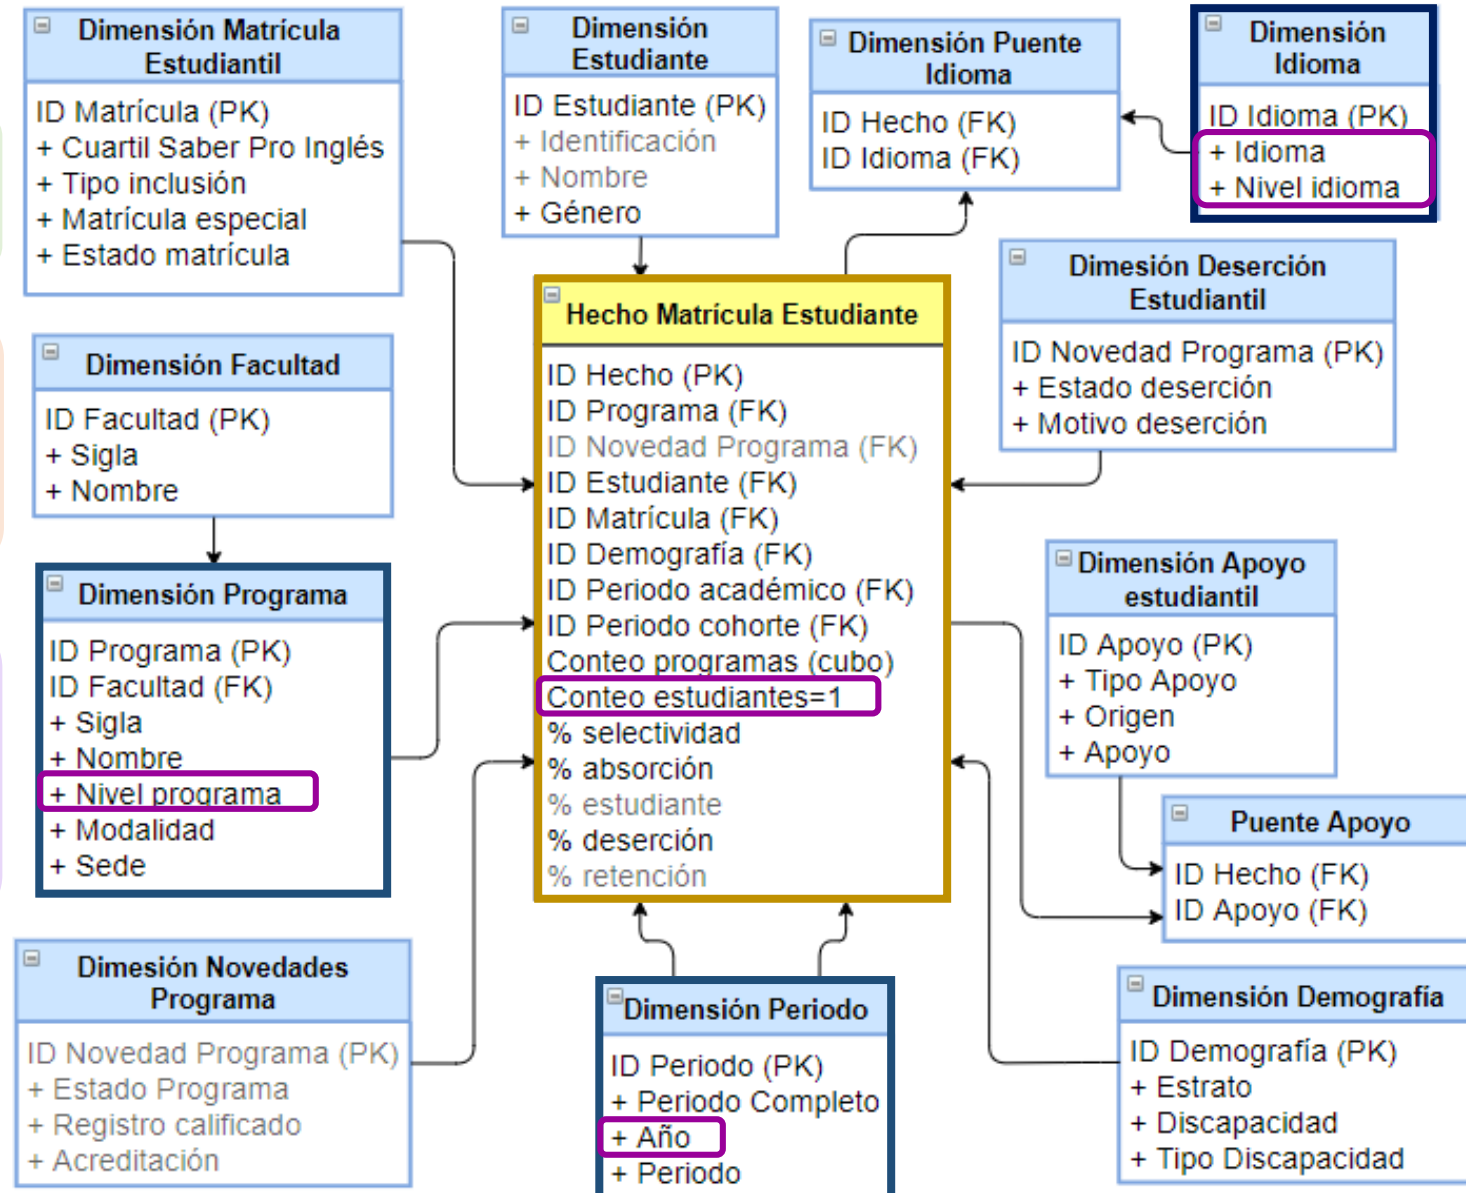 Dimensión Matrícula
Estudiantil
ID Matrícula (PK)
+ Cuartil Saber Pro Inglés
+ Tipo inclusión
+ Matrícula especial
+ Estado matrícula
Dimensión
Estudiante
ID Estudiante (PK)
+ Identificación
+ Nombre
+ Género
Dimensión Puente
Idioma
ID Hecho (FK)
ID Idioma (FK)
Dimensión
Idioma
ID Idioma (PK)
+ Idioma
+ Nivel idioma
Dimesión Deserción
Estudiantil
ID Novedad Programa (PK)
+ Estado deserción
+ Motivo deserción
Hecho Matrícula Estudiante
ID Hecho (PK)
ID Programa (FK)
ID Novedad Programa (FK)
ID Estudiante (FK)
ID Matrícula (FK)
ID Demografía (FK)
ID Periodo académico (FK)
ID Periodo cohorte (FK)
Conteo programas (cubo)
Conteo estudiantes=1
% selectividad
% absorción
% estudiante
% deserción
% retención
Dimensión Facultad
ID Facultad (PK)
+ Sigla
+ Nombre
Dimensión Programa
ID Programa (PK)
ID Facultad (FK)
+ Sigla
+ Nombre
+ Nivel programa
+ Modalidad
+ Sede
Dimensión Apoyo
estudiantil
ID Apoyo (PK)
+ Tipo Apoyo
+ Origen
+ Apoyo
Puente Apoyo
ID Hecho (FK)
ID Apoyo (FK)
Dimesión Novedades
Programa
ID Novedad Programa (PK)
+ Estado Programa
+ Registro calificado
+ Acreditación
Dimensión Periodo
ID Periodo (PK)
+ Periodo Completo
+ Año
+ Periodo
Dimensión Demografía
ID Demografía (PK)
+ Estrato
+ Discapacidad
+ Tipo Discapacidad